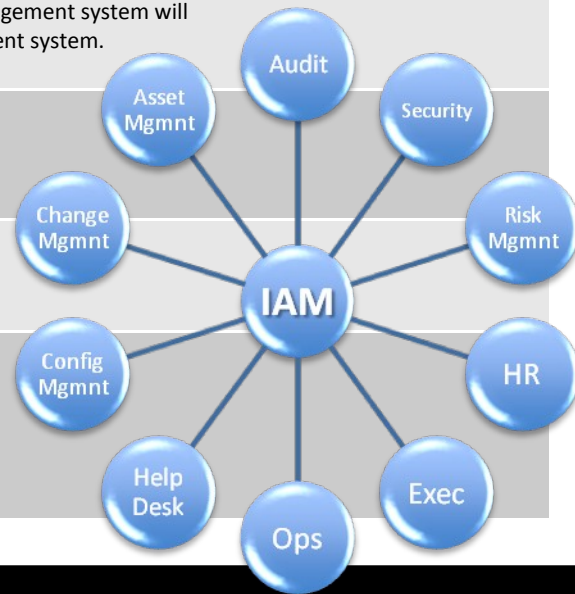 agement system will
ent system.
Audit
Asset
Mgmnt
Security
Change
Mgmnt
Risk
Mgmnt
IAM
Config
Mgmnt
HR
Help
Desk
Exec
Ops